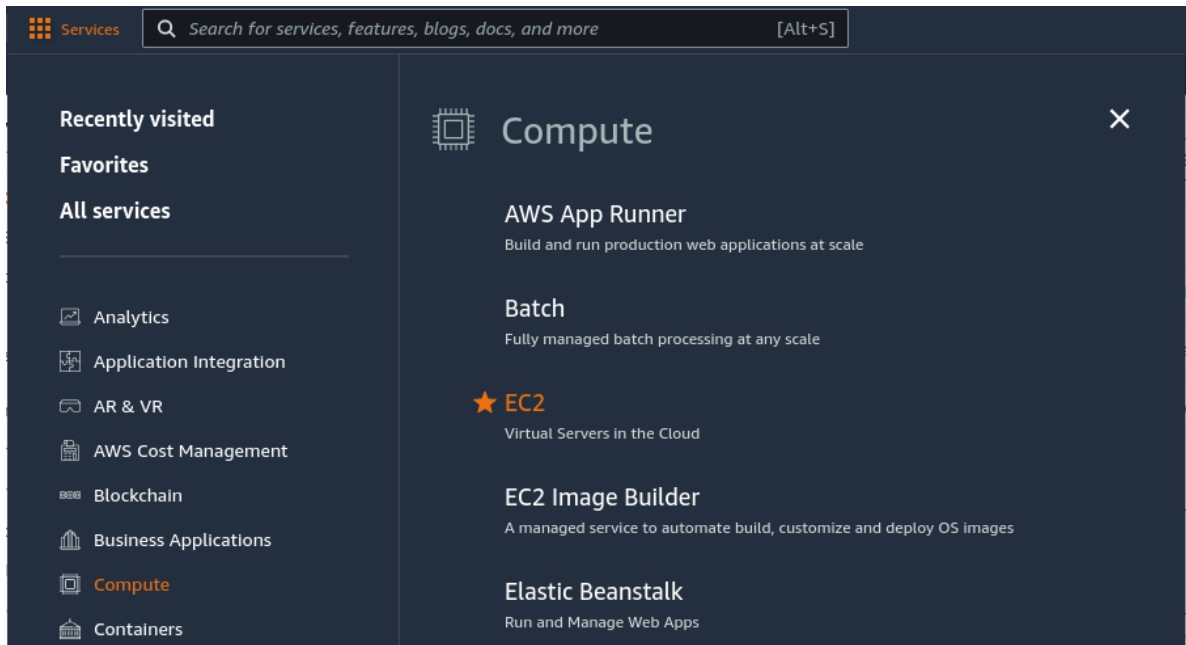 Services
Search for services, features, blogs, docs, and more [Alt+S]
Recently visited
Favorites
All services
Analytics
Application Integration
AR & VR
AWS Cost Management
Blockchain
Business Applications
Compute
Containers
Compute
AWS App Runner
Build and run production web applications at scale
Batch
Fully managed batch processing at any scale
EC2
Virtual Servers in the Cloud
EC2 Image Builder
A managed service to automate build, customize and deploy OS images
Elastic Beanstalk
Run and Manage Web Apps